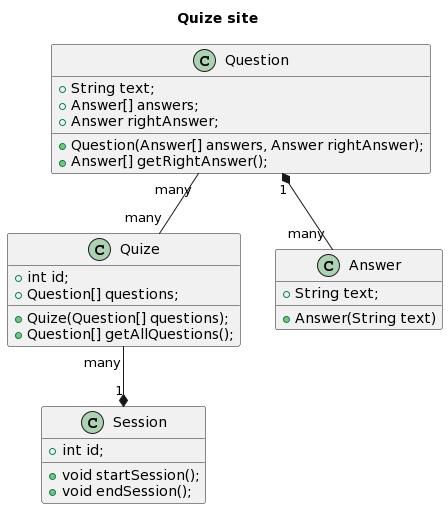 Quize site
C Question
String text;
Answer[] answers;
Answer rightAnswer;
Question(Answer[] answers, Answer rightAnswer);
Answer[] getRightAnswer();
many
1
many
many
C Quize
int id;
Question[] questions;
Quize(Question[] questions);
Question[] getAllQuestions();
C Answer
String text;
Answer(String text)
many
1
C Session
int id;
void startSession();
void endSession();